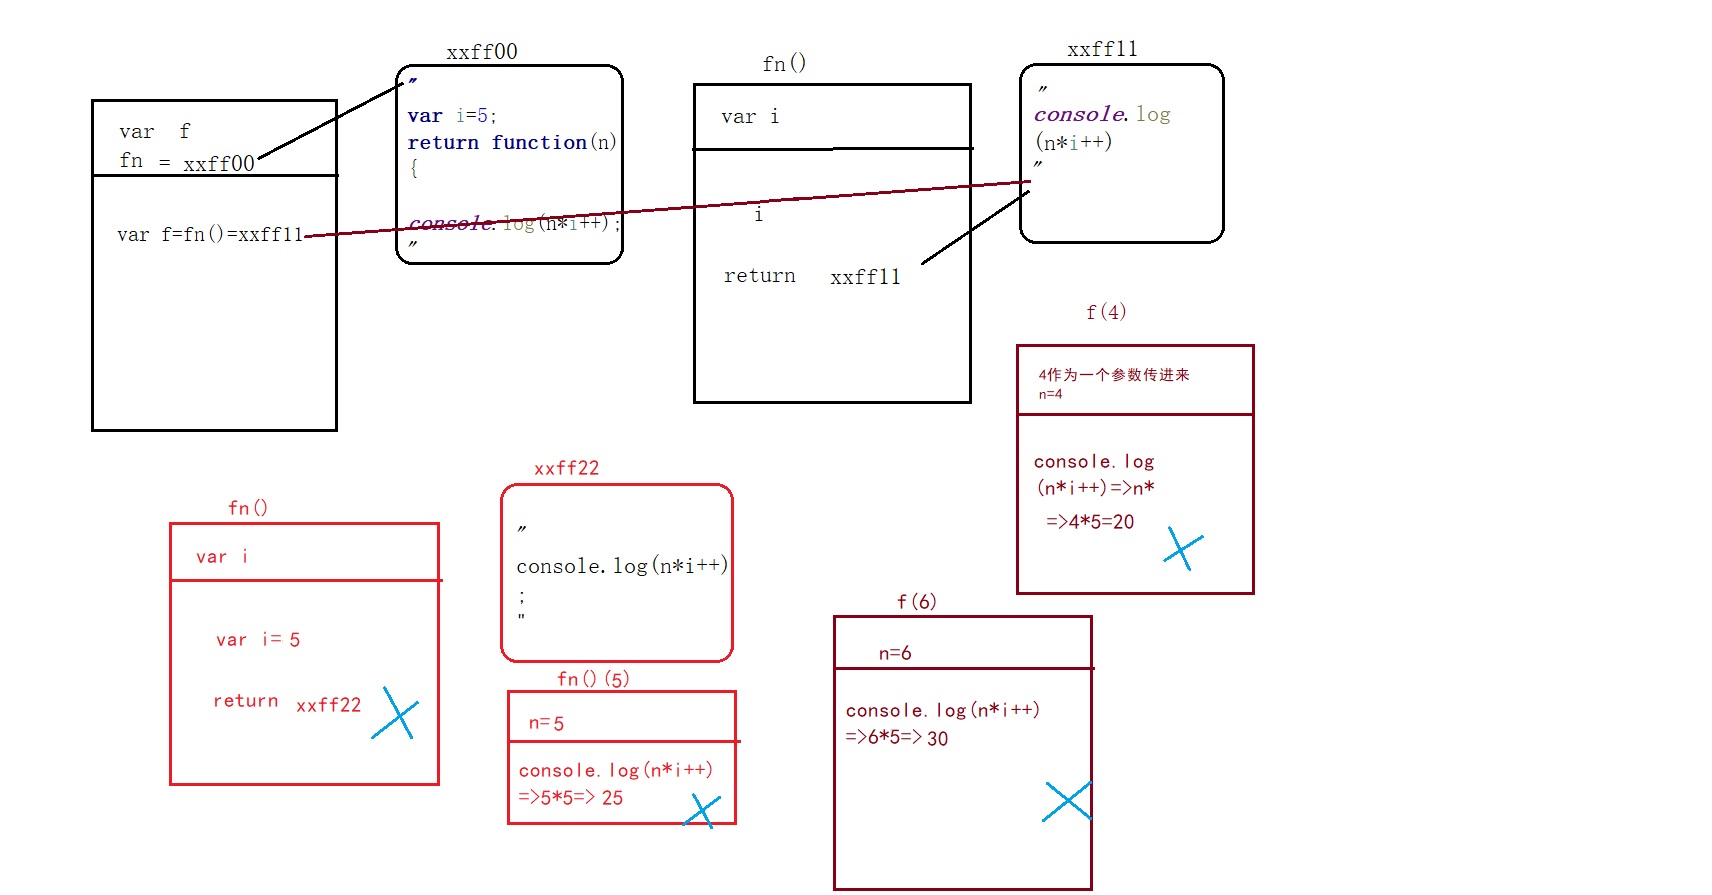 xxff00
var f
fn = xxff00
var f=fn()=xxff11
"
var i=5;
return function(n)
{
console.log(n*i++);
"
fn()
var i
i
return xxff11
xxff11
"
console.log
(n*i++)
"
f(4)
4作为一个参数传进来
n=4
console.log
(n*i++)=>n*
=>4*5=20
fn()
var i
var i= 5
return xxff22
xxff22
"
console.log(n*i++)
;
"
fn()(5)
n=5
console.log(n*i++)
=>5*5=> 25
f(6)
n=6
console.log(n*i++)
=>6*5=> 30